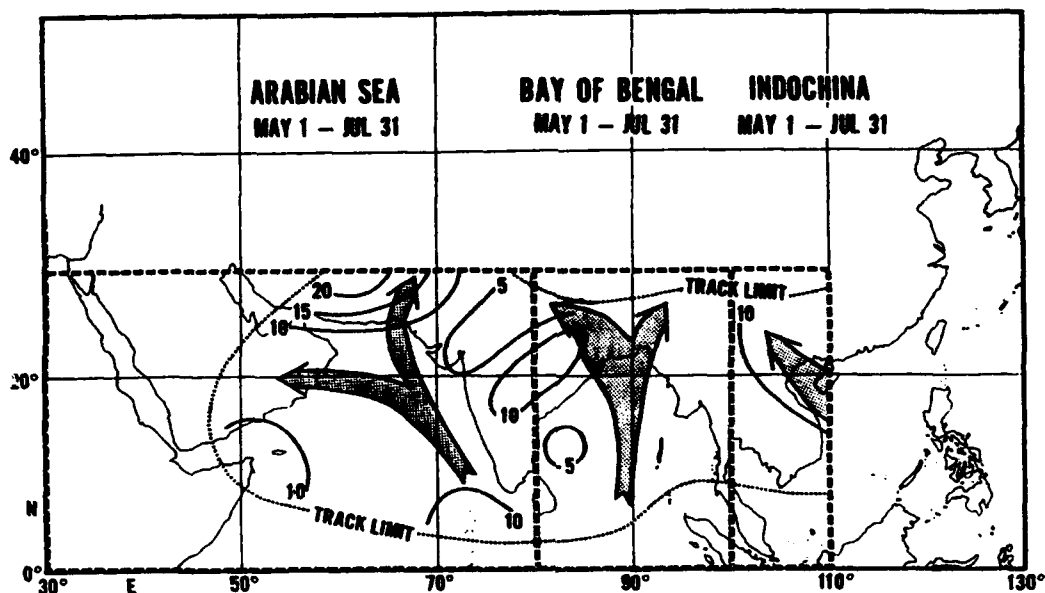 ARABIAN SEA
MAY 1 – JUL 31
BAY OF BENGAL
MAY 1 – JUL 31
INDOCHINA
MAY 1 – JUL 31
40°
20
15
10
5
TRACK LIMIT
10
20°
10
5
10
10
N
TRACK LIMIT
0°
30°
E
50°
70°
90°
110°
130°